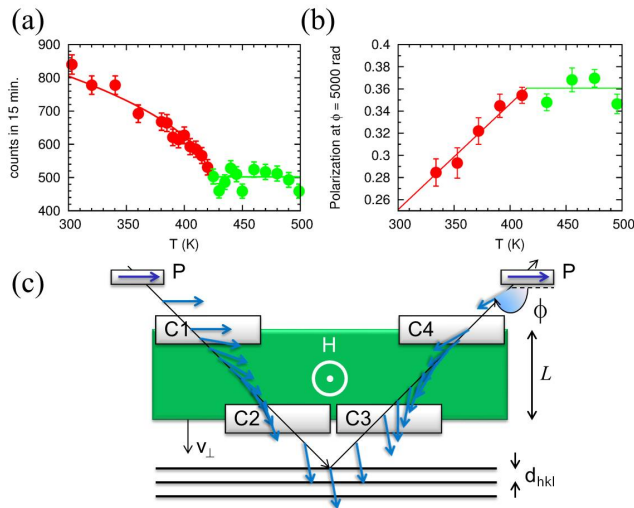 (a)
(b)
counts in 15 min.
900
800
700
600
500
400
300
350
400
450
500
T (K)
Polarization at ϕ = 5000 rad
0.4
0.38
0.36
0.34
0.32
0.3
0.28
0.26
300
350
400
450
500
T (K)
(c)
P
P
C1
C4
ϕ
H
L
C2
C3
v⊥
d_hkl